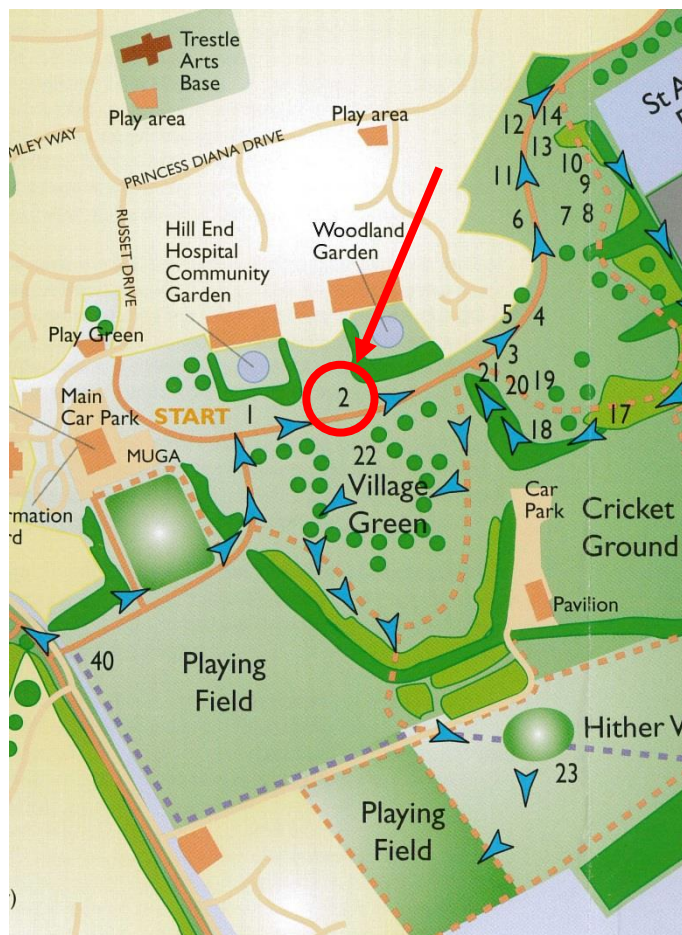 Trestle
Arts
Base
Play area
Play area
MLEY WAY
PRINCESS DIANA DRIVE
RUSSET DRIVE
St A
12
14
13
10
11
9
6
7
8
Hill End
Hospital
Community
Garden
Woodland
Garden
Play Green
5
4
3
21
20
19
Main
Car Park
START
1
2
17
18
MUGA
22
Village
Green
Car
Park
Cricket
Ground
rmation
rd
Pavilion
40
Playing
Field
Hither V
23
Playing
Field
)